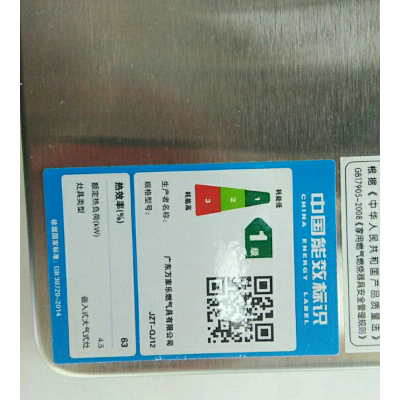 中国能效标识
CHINA ENERGY LABEL
生产者名称：
广东万家乐燃气具有限公司
规格型号：
JZT-QJ12
耗能低
1
2
3
耗能高
1级
热效率(%)
63
额定热负荷(kW)
4.5
灶具类型
嵌入式大气式灶
依据国家标准：GB 30720-2014
根据《中华人民共和国产品质量法》
GB17905-2008《家用燃气燃烧器具安全管理规则》